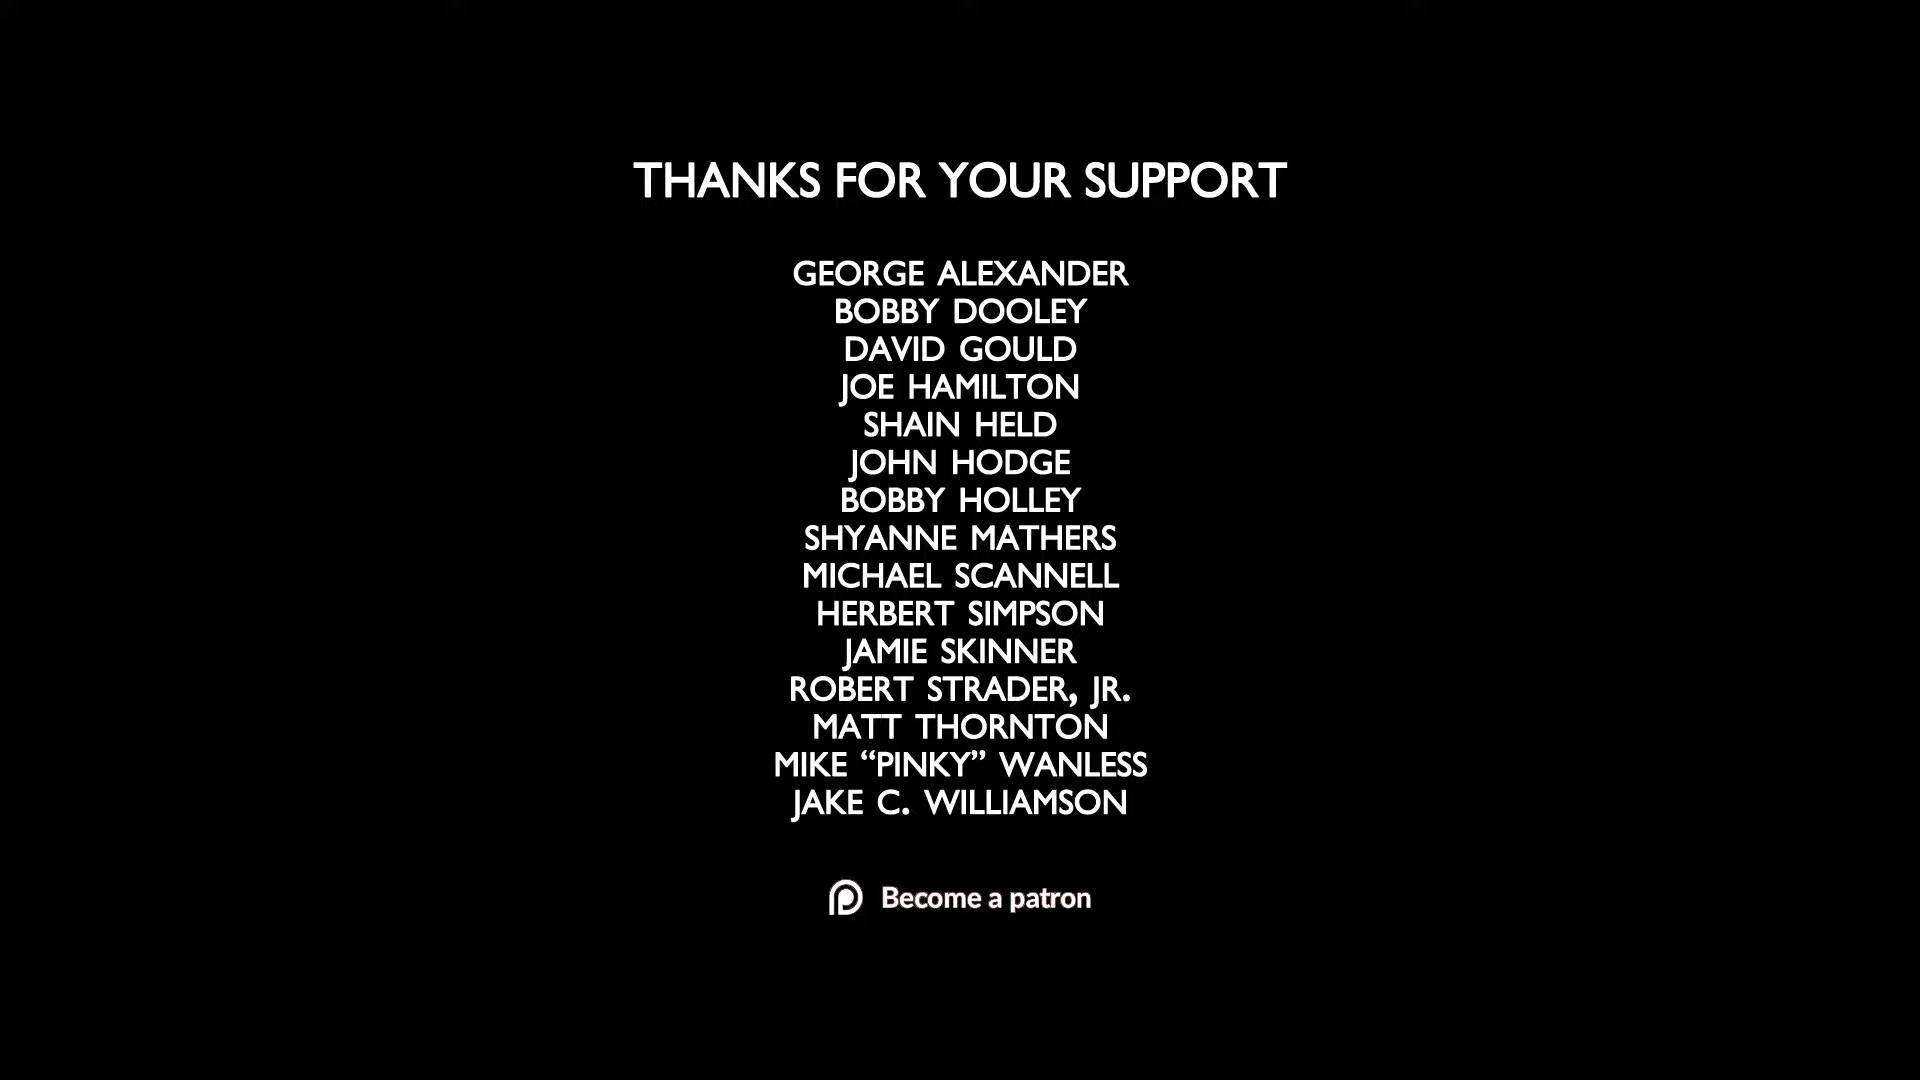 THANKS FOR YOUR SUPPORT
GEORGE ALEXANDER
BOBBY DOOLEY
DAVID GOULD
JOE HAMILTON
SHAIN HELD
JOHN HODGE
BOBBY HOLLEY
SHYANNE MATHERS
MICHAEL SCANNELL
HERBERT SIMPSON
JAMIE SKINNER
ROBERT STRADER, JR.
MATT THORNTON
MIKE “PINKY” WANLESS
JAKE C. WILLIAMSON
Become a patron